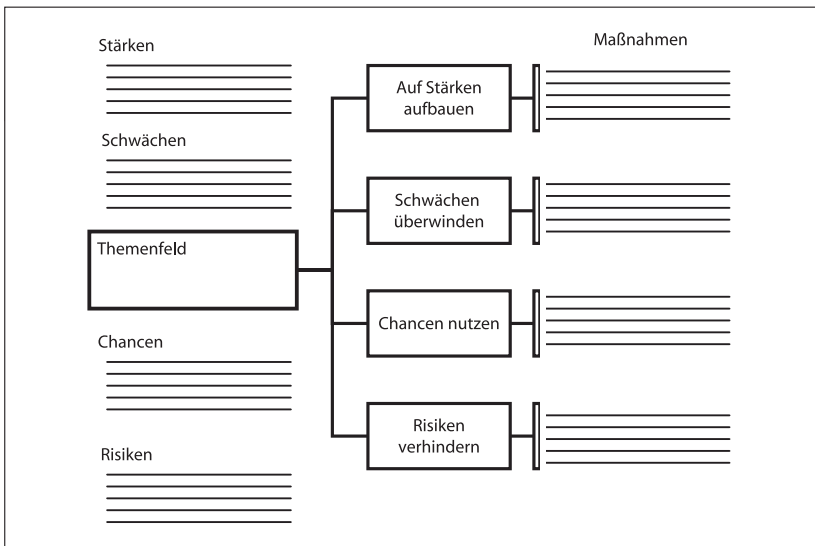 Stärken
Schwächen
Themenfeld
Chancen
Risiken
Auf Stärken
aufbauen
Schwächen
überwinden
Chancen nutzen
Risiken
verhindern
Maßnahmen